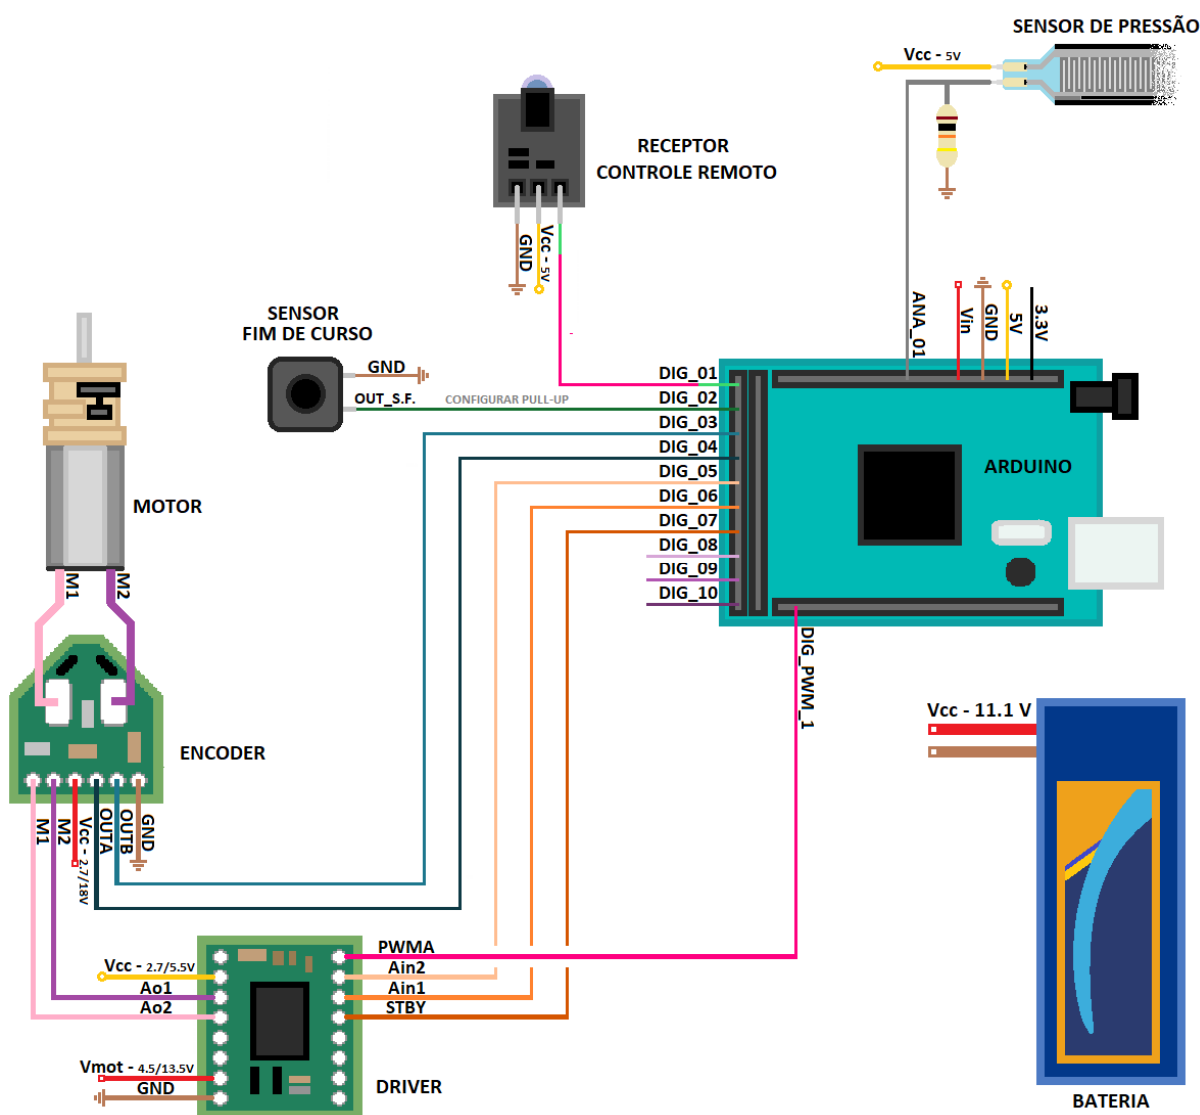 SENSOR DE PRESSÃO
Vcc - 5V
RECEPTOR
CONTROLE REMOTO
GND
Vcc - 5V
SENSOR
FIM DE CURSO
GND
OUT_S.F.
CONFIGURAR PULL-UP
ANA_01
Vin
GND
5V
3.3V
DIG_01
DIG_02
DIG_03
DIG_04
DIG_05
DIG_06
DIG_07
DIG_08
DIG_09
DIG_10
ARDUINO
MOTOR
M1
M2
DIG_PWM_1
ENCODER
M1
M2
Vcc - 2.7/18V
OUTA
OUTB
GND
Vcc - 11.1 V
PWMA
Vcc - 2.7/5.5V
Ain2
Ao1
Ain1
Ao2
STBY
Vmot - 4.5/13.5V
GND
DRIVER
BATERIA